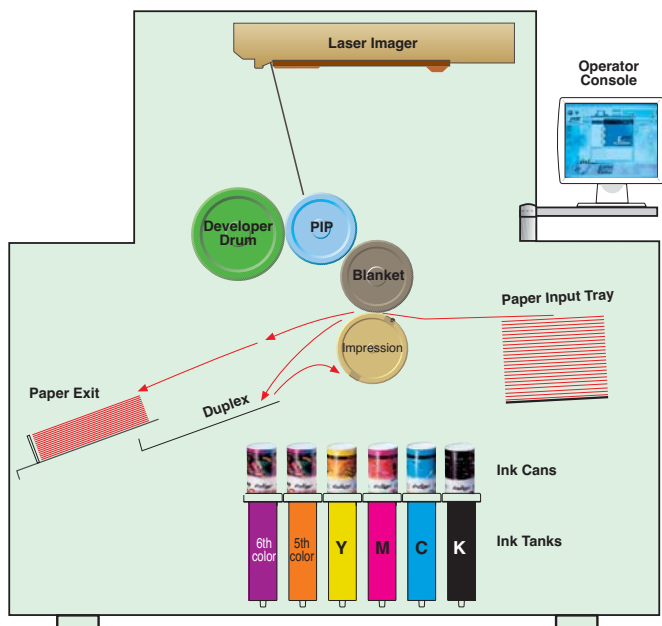 Laser Imager
Operator
Console
Developer
Drum
PIP
Blanket
Paper Input Tray
Impression
Paper Exit
Duplex
Ink Cans
6th
color
5th
color
Y
M
C
K
Ink Tanks